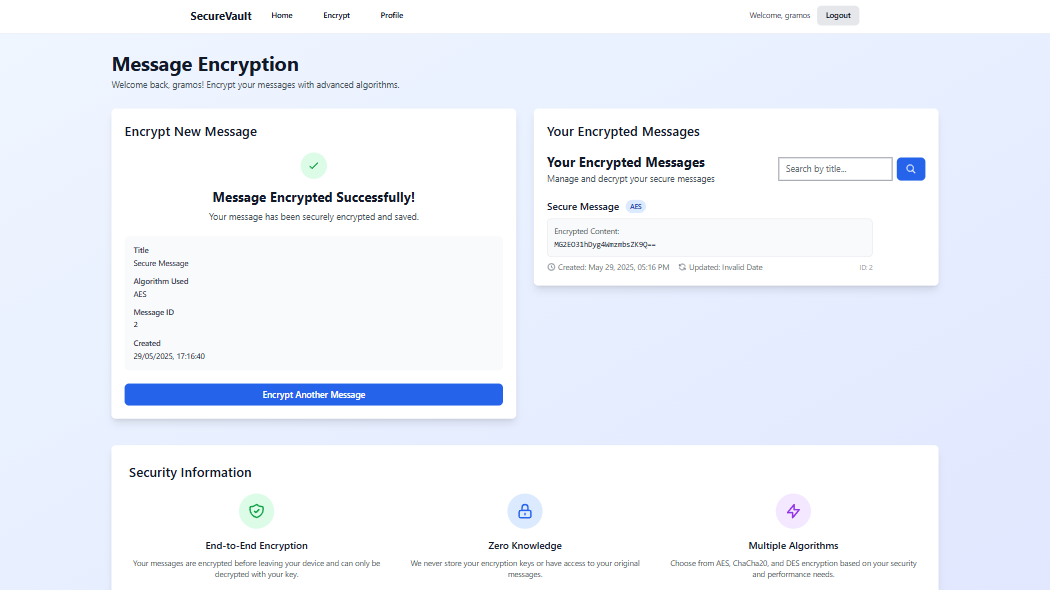 SecureVault Home Encrypt Profile Welcome, gramos Logout
Message Encryption
Welcome back, gramos! Encrypt your messages with advanced algorithms.
Encrypt New Message
Message Encrypted Successfully!
Your message has been securely encrypted and saved.
Title
Secure Message
Algorithm Used
AES
Message ID
2
Created
29/05/2025, 17:16:40
Encrypt Another Message
Your Encrypted Messages
Your Encrypted Messages
Manage and decrypt your secure messages
Search by title...
Secure Message AES
Encrypted Content:
MG2EO31hDyg4WmzmbsZK9Q==
Created: May 29, 2025, 05:16 PM Updated: Invalid Date ID: 2
Security Information
End-to-End Encryption
Your messages are encrypted before leaving your device and can only be
decrypted with your key.
Zero Knowledge
We never store your encryption keys or have access to your original
messages.
Multiple Algorithms
Choose from AES, ChaCha20, and DES encryption based on your security
and performance needs.